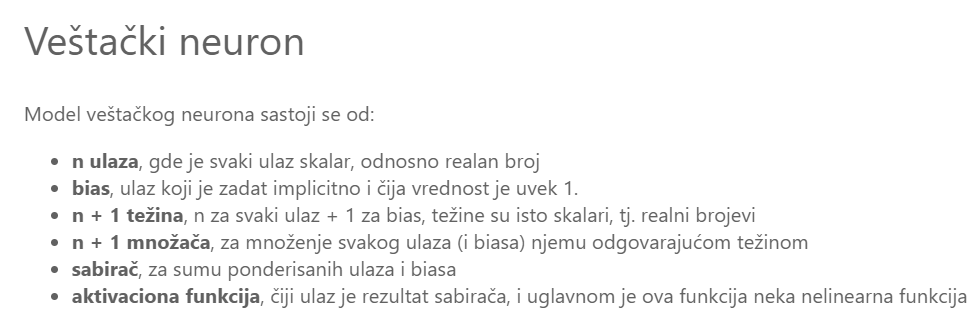 Veštački neuron
Model veštačkog neurona sastoji se od:
• n ulaza, gde je svaki ulaz skalar, odnosno realan broj
• bias, ulaz koji je zadat implicitno i čija vrednost je uvek 1.
• n + 1 težina, n za svaki ulaz + 1 za bias, težine su isto skalari, tj. realni brojevi
• n + 1 množača, za množenje svakog ulaza (i biasa) njemu odgovarajućom težinom
• sabirač, za sumu ponderisanih ulaza i biasa
• aktivaciona funkcija, čiji ulaz je rezultat sabirača, i uglavnom je ova funkcija neka nelinearna funkcija